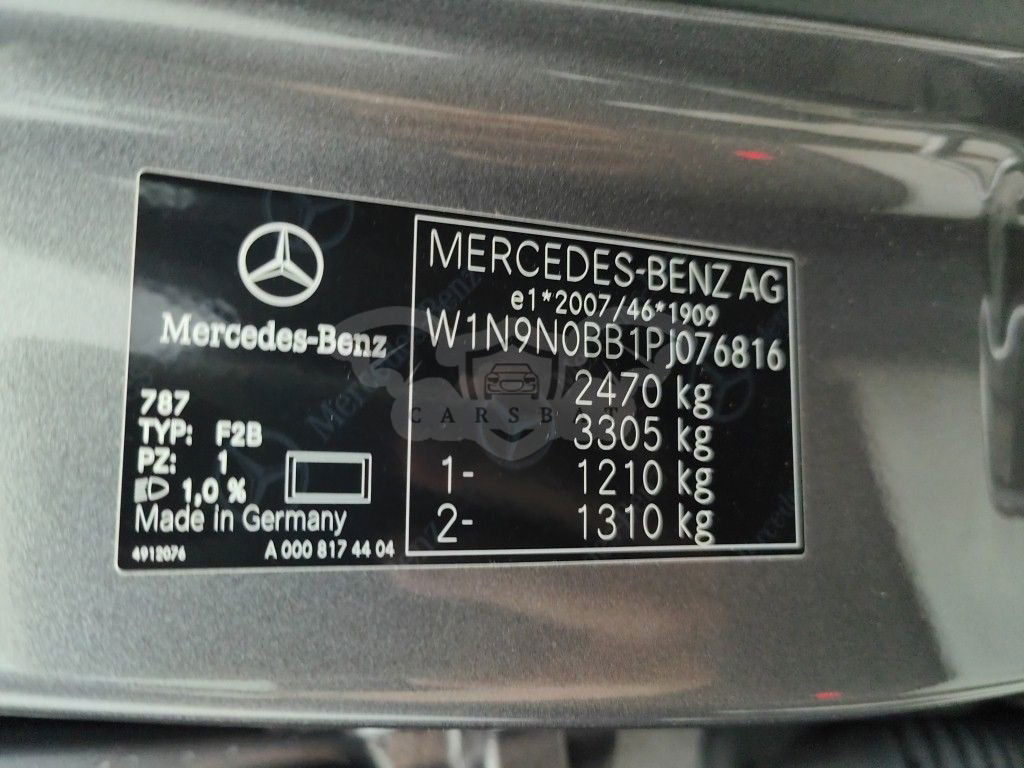 Mercedes-Benz
787
TYP: F2B
PZ: 1
1,0 %
Made in Germany
4912076 A 000 817 44 04
MERCEDES-BENZ AG
e1*2007/46*1909
W1N9N0BB1PJ076816
2470 kg
3305 kg
1- 1210 kg
2- 1310 kg
CARSBAT